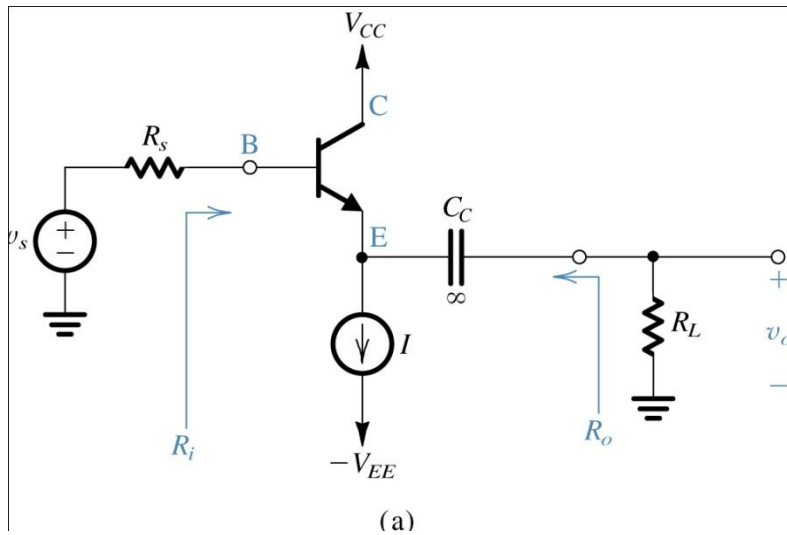 V_CC
C
R_s
B
v_s
+
−
E
C_C
∞
I
R_L
+
v_o
−
R_i
R_o
−V_EE
(a)